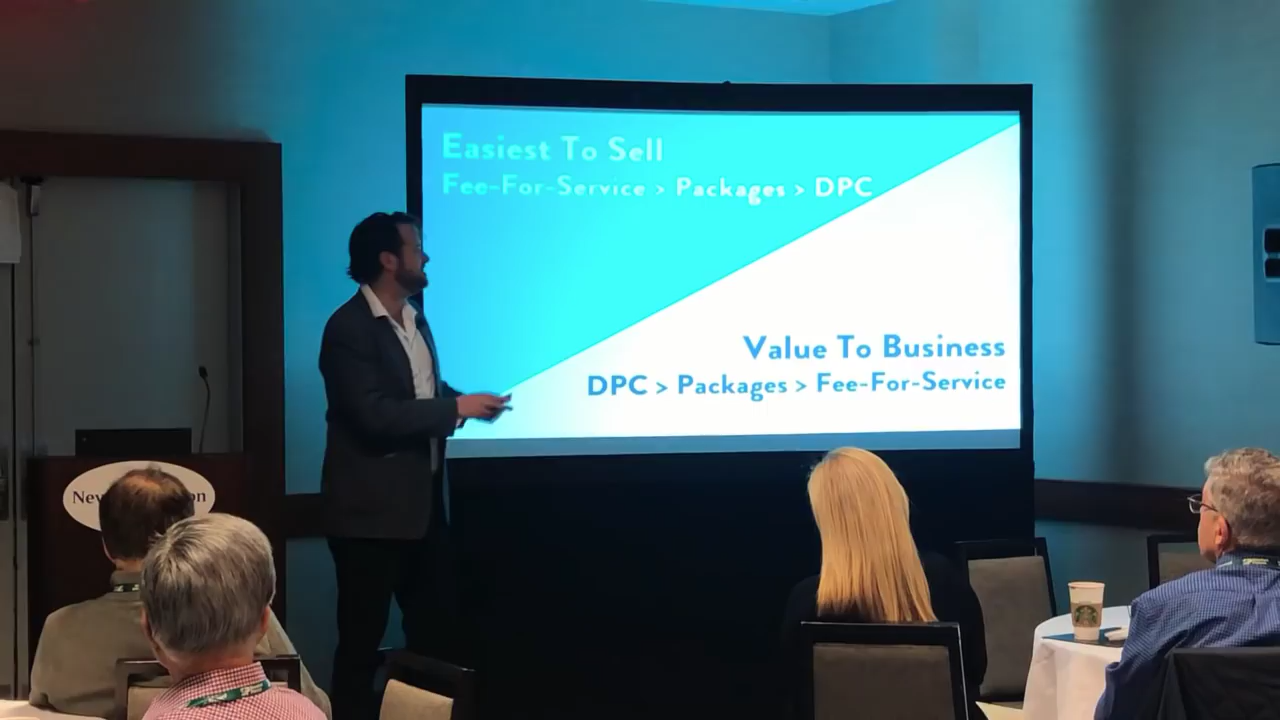 Easiest To Sell
Fee-For-Service > Packages > DPC
Value To Business
DPC > Packages > Fee-For-Service